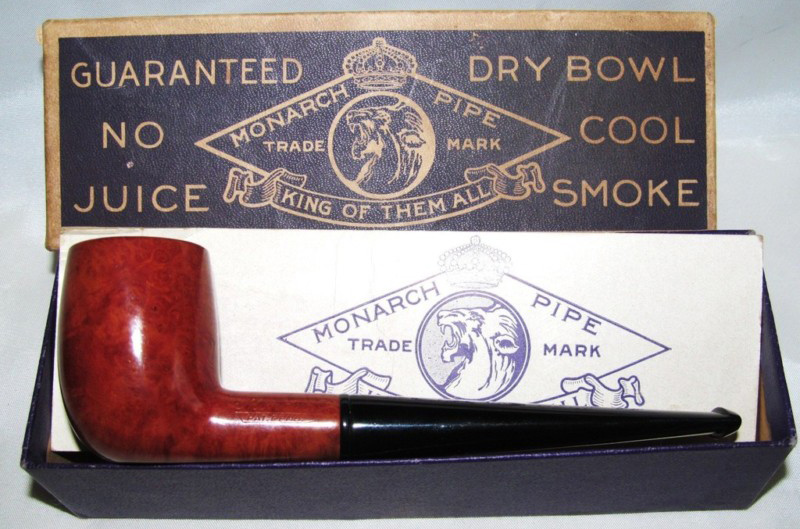 GUARANTEED
NO
JUICE
MONARCH PIPE
TRADE MARK
KING OF THEM ALL
DRY BOWL
COOL
SMOKE
MONARCH PIPE
TRADE MARK